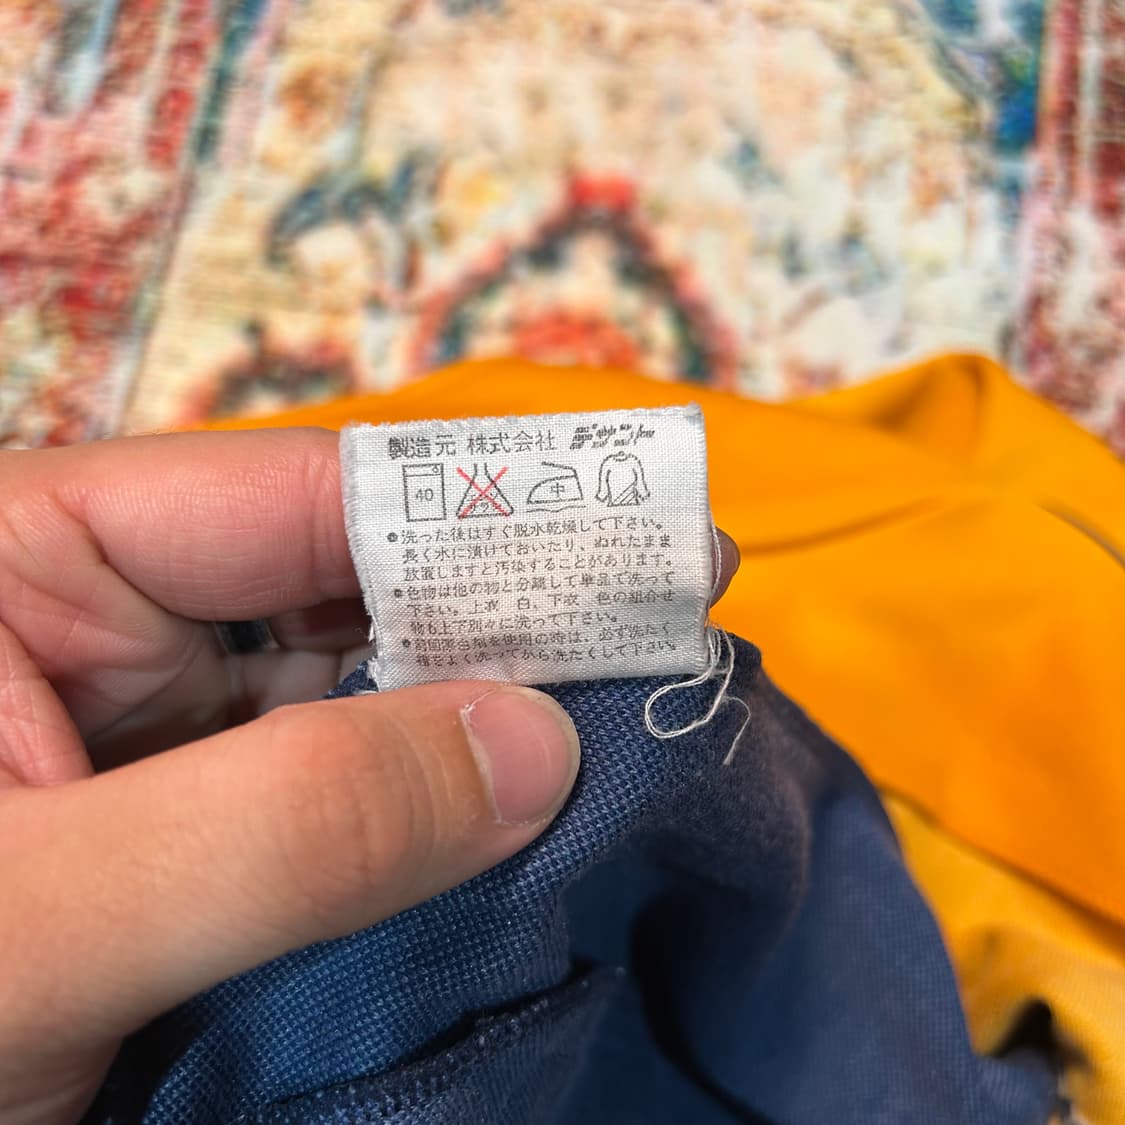 製造元 株式会社 デサント
40 中
●洗った後はすぐ脱水乾燥して下さい。
長く水に漬けておいたり、ぬれたまま
放置しますと汚染することがあります。
●色物は他の物と分離して単品で洗って
下さい。上衣 白、下衣 色の組合せ
物も上下別々に洗って下さい。
を使用の時は、必ず洗たく
をよく洗ってから洗たくして下さい。